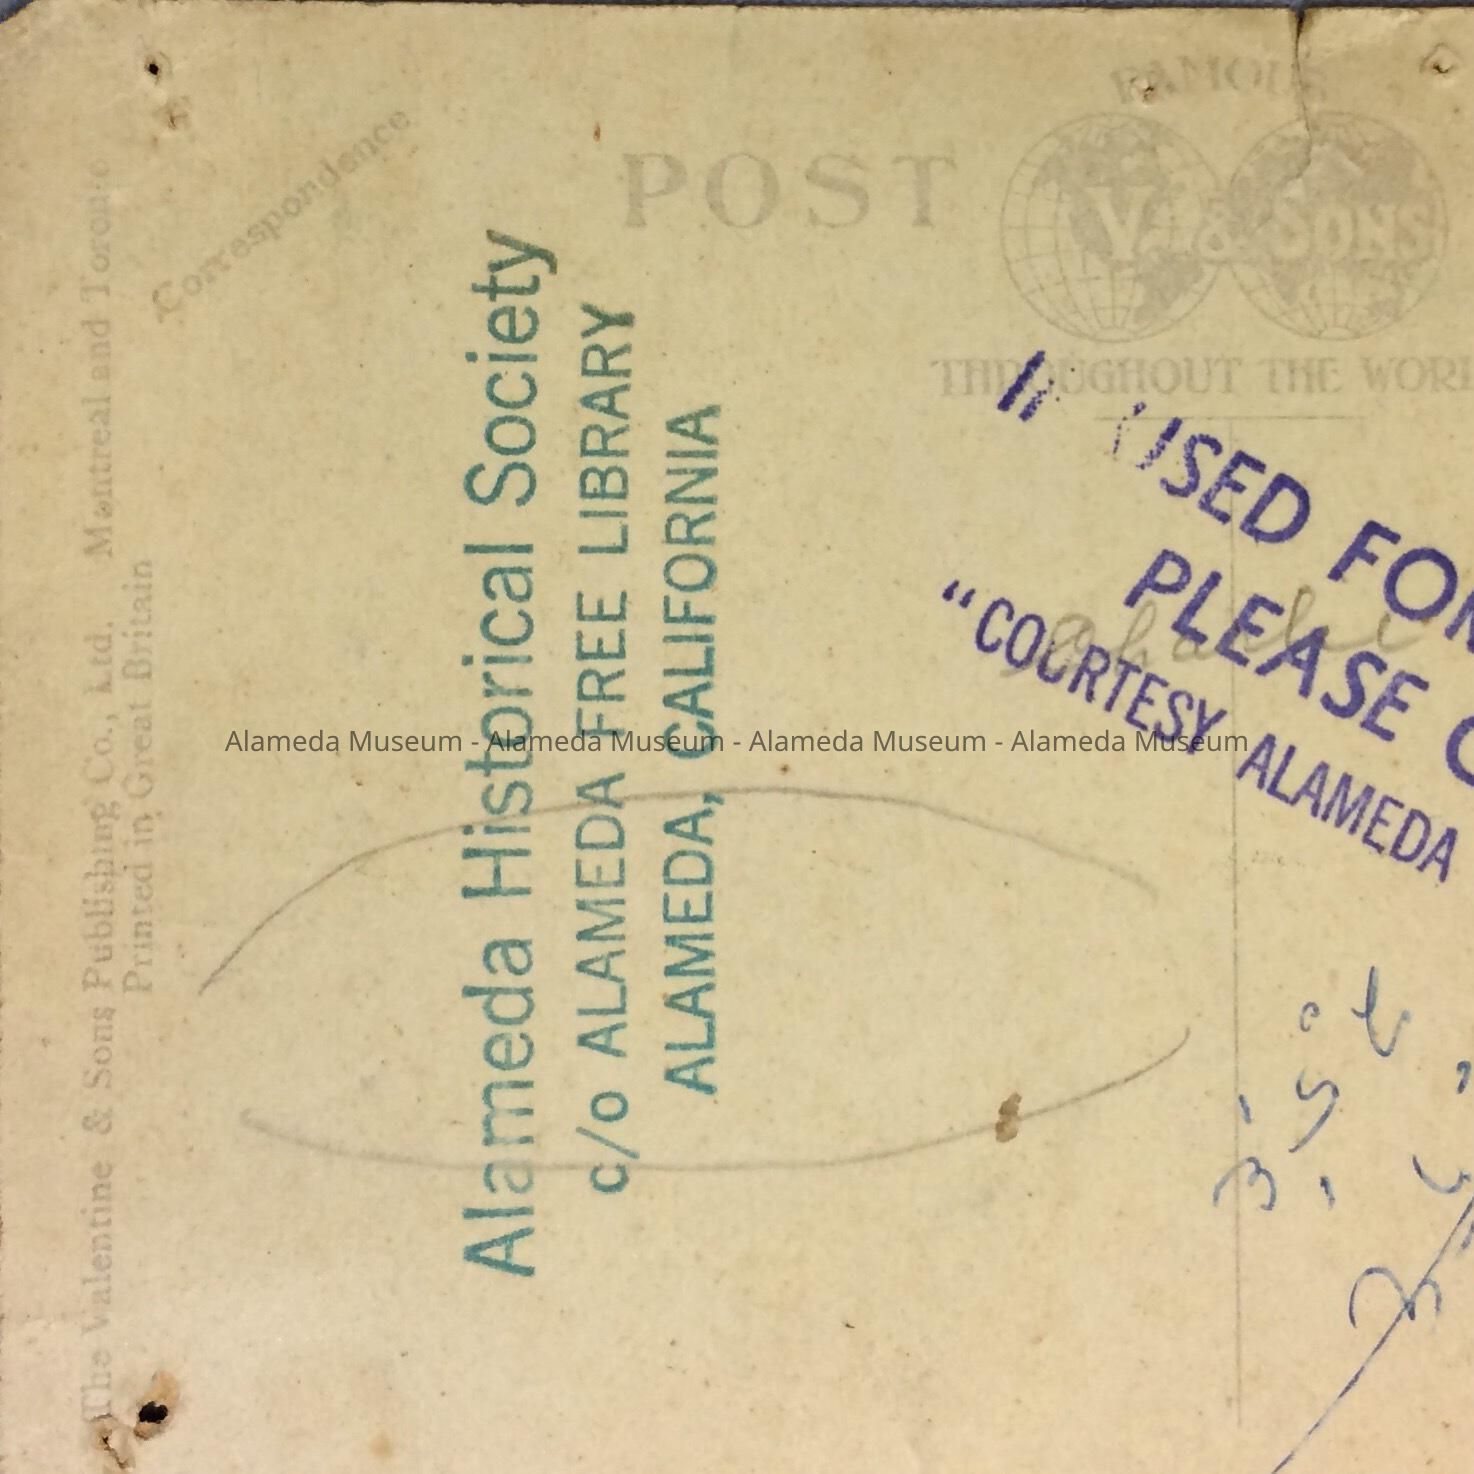 FAMOUS
POST
V. & SONS
THROUGHOUT THE WORL
Correspondence
The Valentine & Sons Publishing Co., Ltd. Montreal and Toronto
Printed in Great Britain
Alameda Historical Society
c/o ALAMEDA FREE LIBRARY
ALAMEDA, CALIFORNIA
USED FOR
PLEASE C
"COURTESY ALAMEDA
Alameda Museum - Alameda Museum - Alameda Museum - Alameda Museum